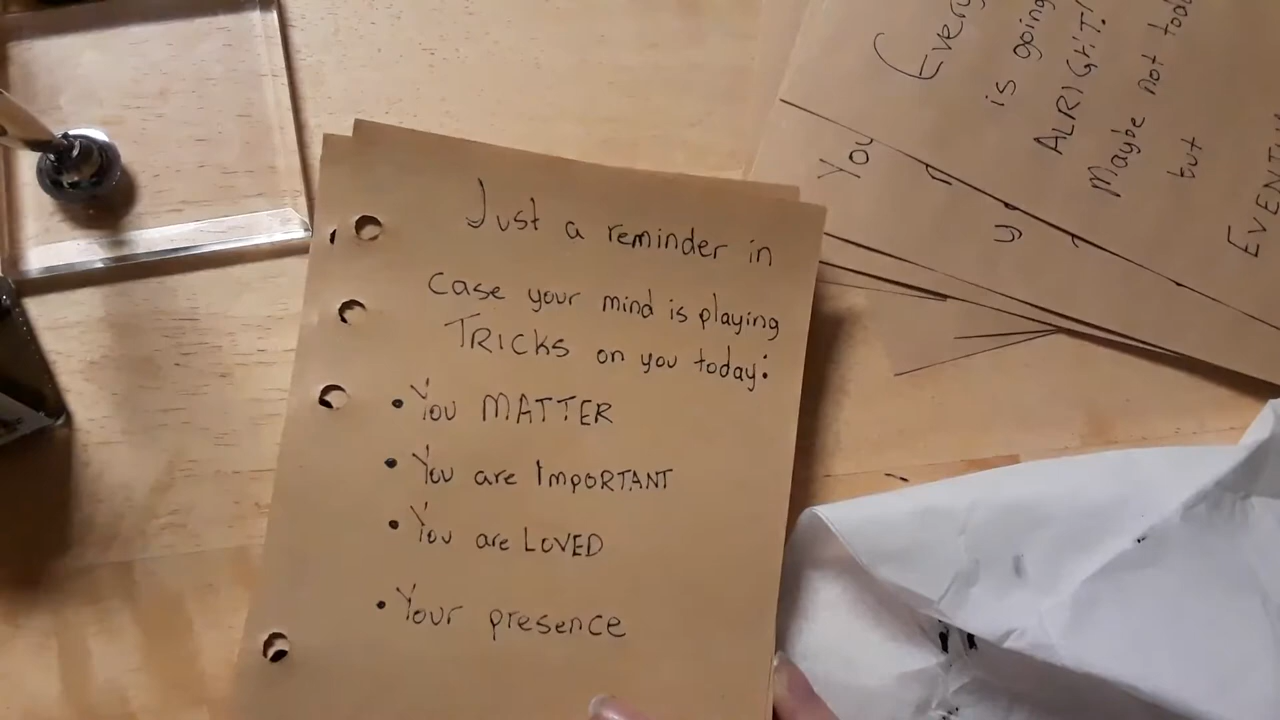 Just a reminder in
case your mind is playing
TRICKS on you today:
• You MATTER
• You are IMPORTANT
• You are LOVED
• Your presence
is going
ALRIGHT!
Maybe not
but
You
y